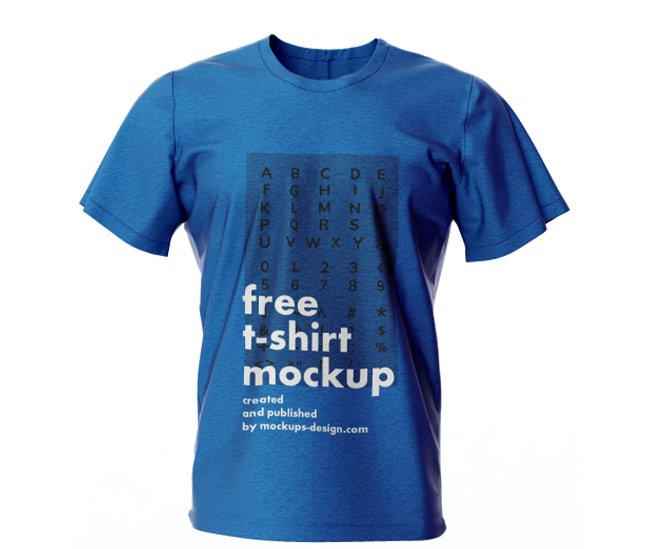 A B C D E
F G H I J
K L M N O
P Q R S
U V W X Y
0 1 2 3 4
5 6 7 8 9
^ # *
& $
+ ; %
<>
free
t-shirt
mockup
created
and published
by mockups-design.com